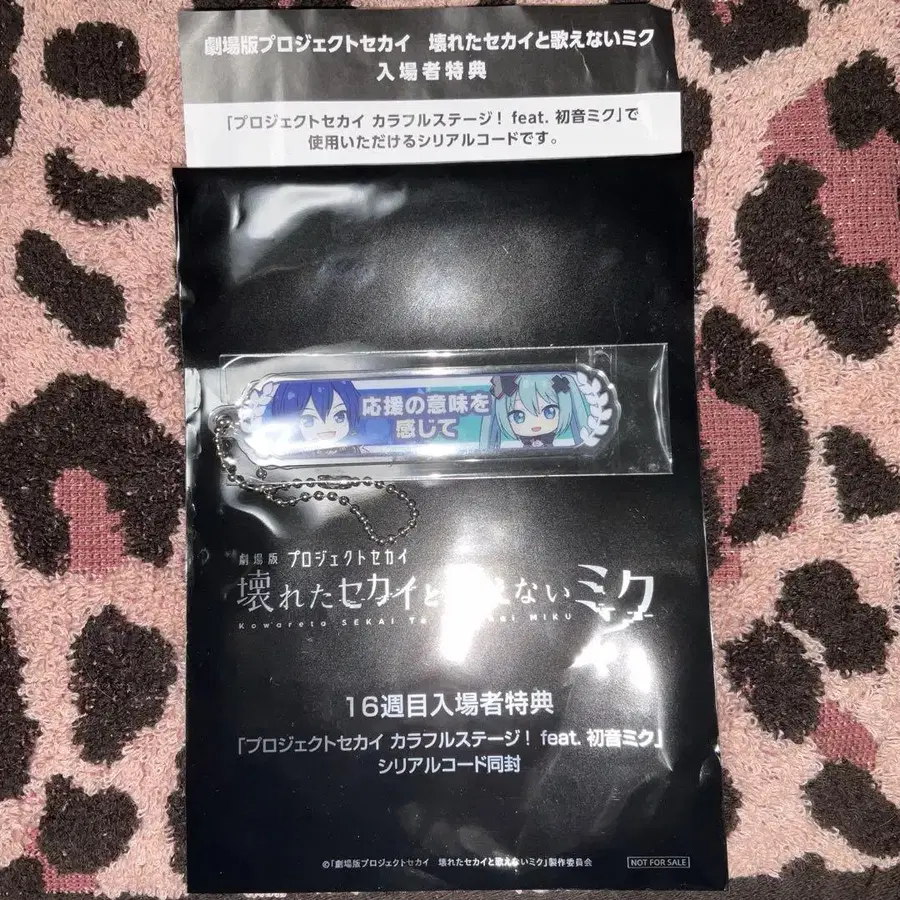 劇場版プロジェクトセカイ 壊れたセカイと歌えないミク
入場者特典
「プロジェクトセカイ カラフルステージ！ feat. 初音ミク」で
使用いただけるシリアルコードです。
応援の意味を
感じて
劇場版 プロジェクトセカイ
壊れたセカイと えないミク
Kowareta SEKAI To MIKU
16週目入場者特典
「プロジェクトセカイ カラフルステージ！ feat. 初音ミク」
シリアルコード同封
©「劇場版プロジェクトセカイ 壊れたセカイと歌えないミク」製作委員会
NOT FOR SALE